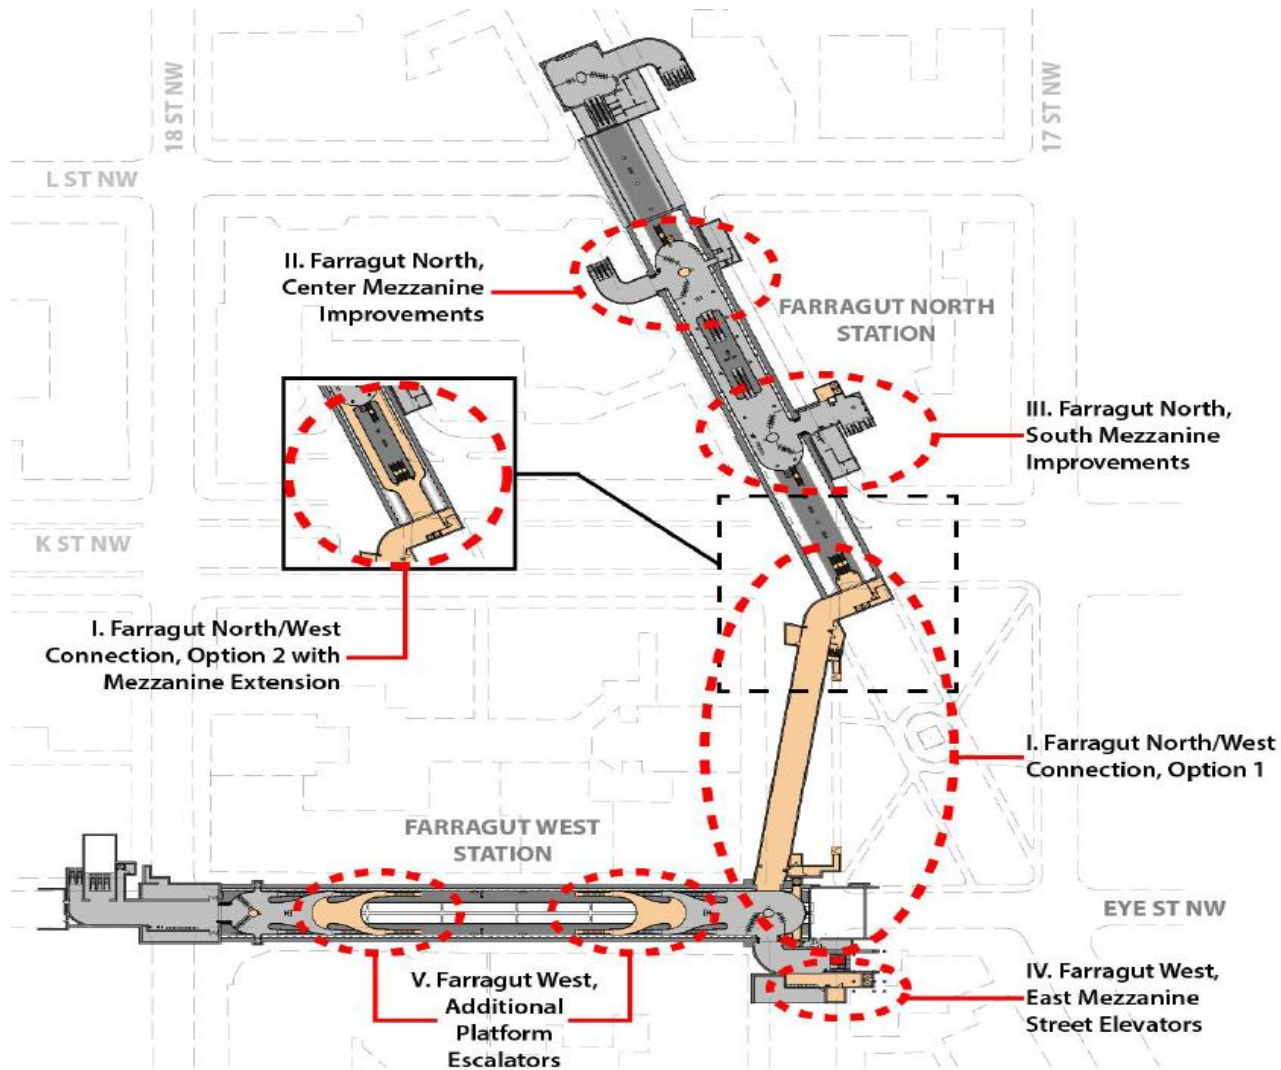 18 ST NW
17 ST NW
L ST NW
II. Farragut North,
Center Mezzanine
Improvements
FARRAGUT NORTH
STATION
III. Farragut North,
South Mezzanine
Improvements
K ST NW
I. Farragut North/West
Connection, Option 2 with
Mezzanine Extension
I. Farragut North/West
Connection, Option 1
FARRAGUT WEST
STATION
EYE ST NW
V. Farragut West,
Additional
Platform
Escalators
IV. Farragut West,
East Mezzanine
Street Elevators